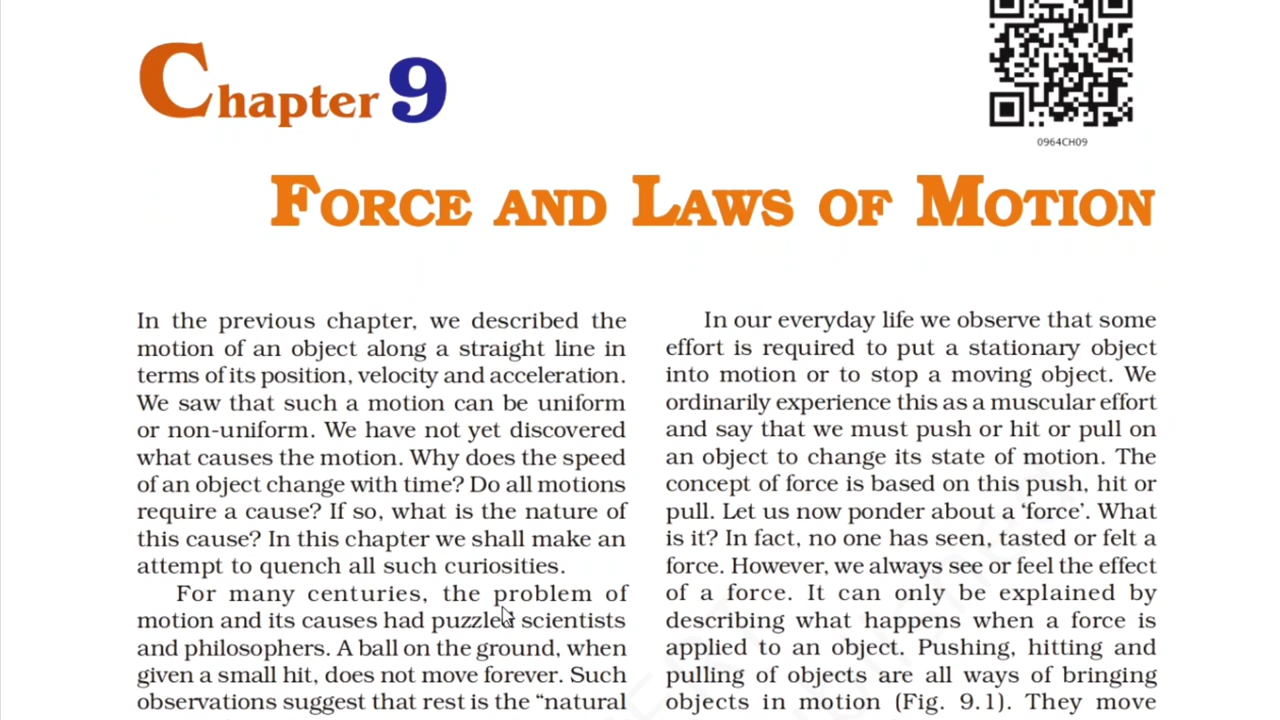 Chapter 9
0964CH09
FORCE AND LAWS OF MOTION
In the previous chapter, we described the
motion of an object along a straight line in
terms of its position, velocity and acceleration.
We saw that such a motion can be uniform
or non-uniform. We have not yet discovered
what causes the motion. Why does the speed
of an object change with time? Do all motions
require a cause? If so, what is the nature of
this cause? In this chapter we shall make an
attempt to quench all such curiosities.
For many centuries, the problem of
motion and its causes had puzzled scientists
and philosophers. A ball on the ground, when
given a small hit, does not move forever. Such
observations suggest that rest is the “natural
In our everyday life we observe that some
effort is required to put a stationary object
into motion or to stop a moving object. We
ordinarily experience this as a muscular effort
and say that we must push or hit or pull on
an object to change its state of motion. The
concept of force is based on this push, hit or
pull. Let us now ponder about a ‘force’. What
is it? In fact, no one has seen, tasted or felt a
force. However, we always see or feel the effect
of a force. It can only be explained by
describing what happens when a force is
applied to an object. Pushing, hitting and
pulling of objects are all ways of bringing
objects in motion (Fig. 9.1). They move